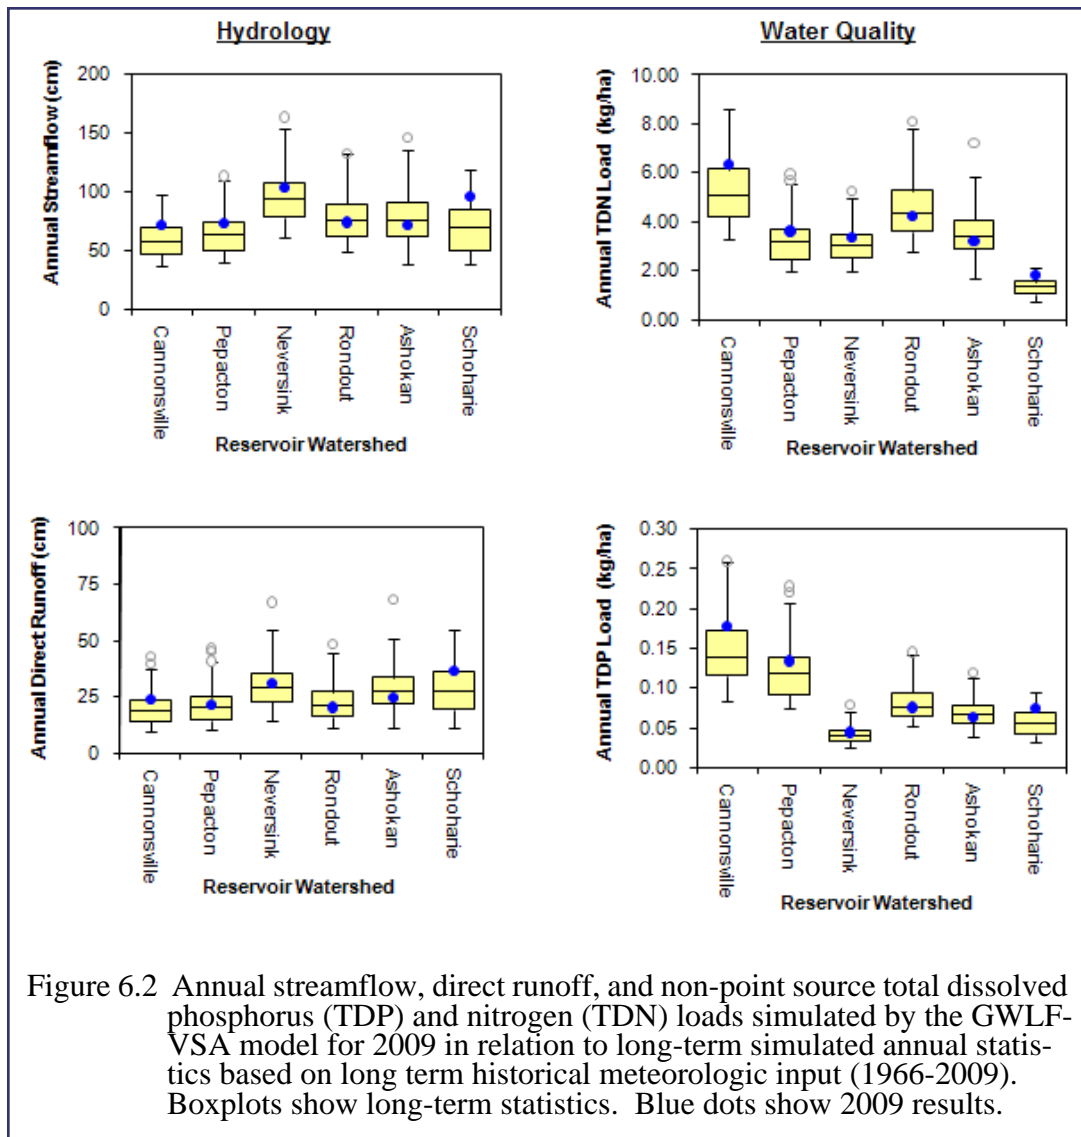 Hydrology
Water Quality
Annual Streamflow (cm)
200
150
100
50
0
Cannonsville
Pepacton
Neversink
Rondout
Ashokan
Schoharie
Reservoir Watershed
Annual TDN Load (kg/ha)
10.00
8.00
6.00
4.00
2.00
0.00
Cannonsville
Pepacton
Neversink
Rondout
Ashokan
Schoharie
Reservoir Watershed
Annual Direct Runoff (cm)
100
75
50
25
0
Cannonsville
Pepacton
Neversink
Rondout
Ashokan
Schoharie
Reservoir Watershed
Annual TDP Load (kg/ha)
0.30
0.25
0.20
0.15
0.10
0.05
0.00
Cannonsville
Pepacton
Neversink
Rondout
Ashokan
Schoharie
Reservoir Watershed
Figure 6.2 Annual streamflow, direct runoff, and non-point source total dissolved
phosphorus (TDP) and nitrogen (TDN) loads simulated by the GWLF-
VSA model for 2009 in relation to long-term simulated annual statis-
tics based on long term historical meteorologic input (1966-2009).
Boxplots show long-term statistics. Blue dots show 2009 results.